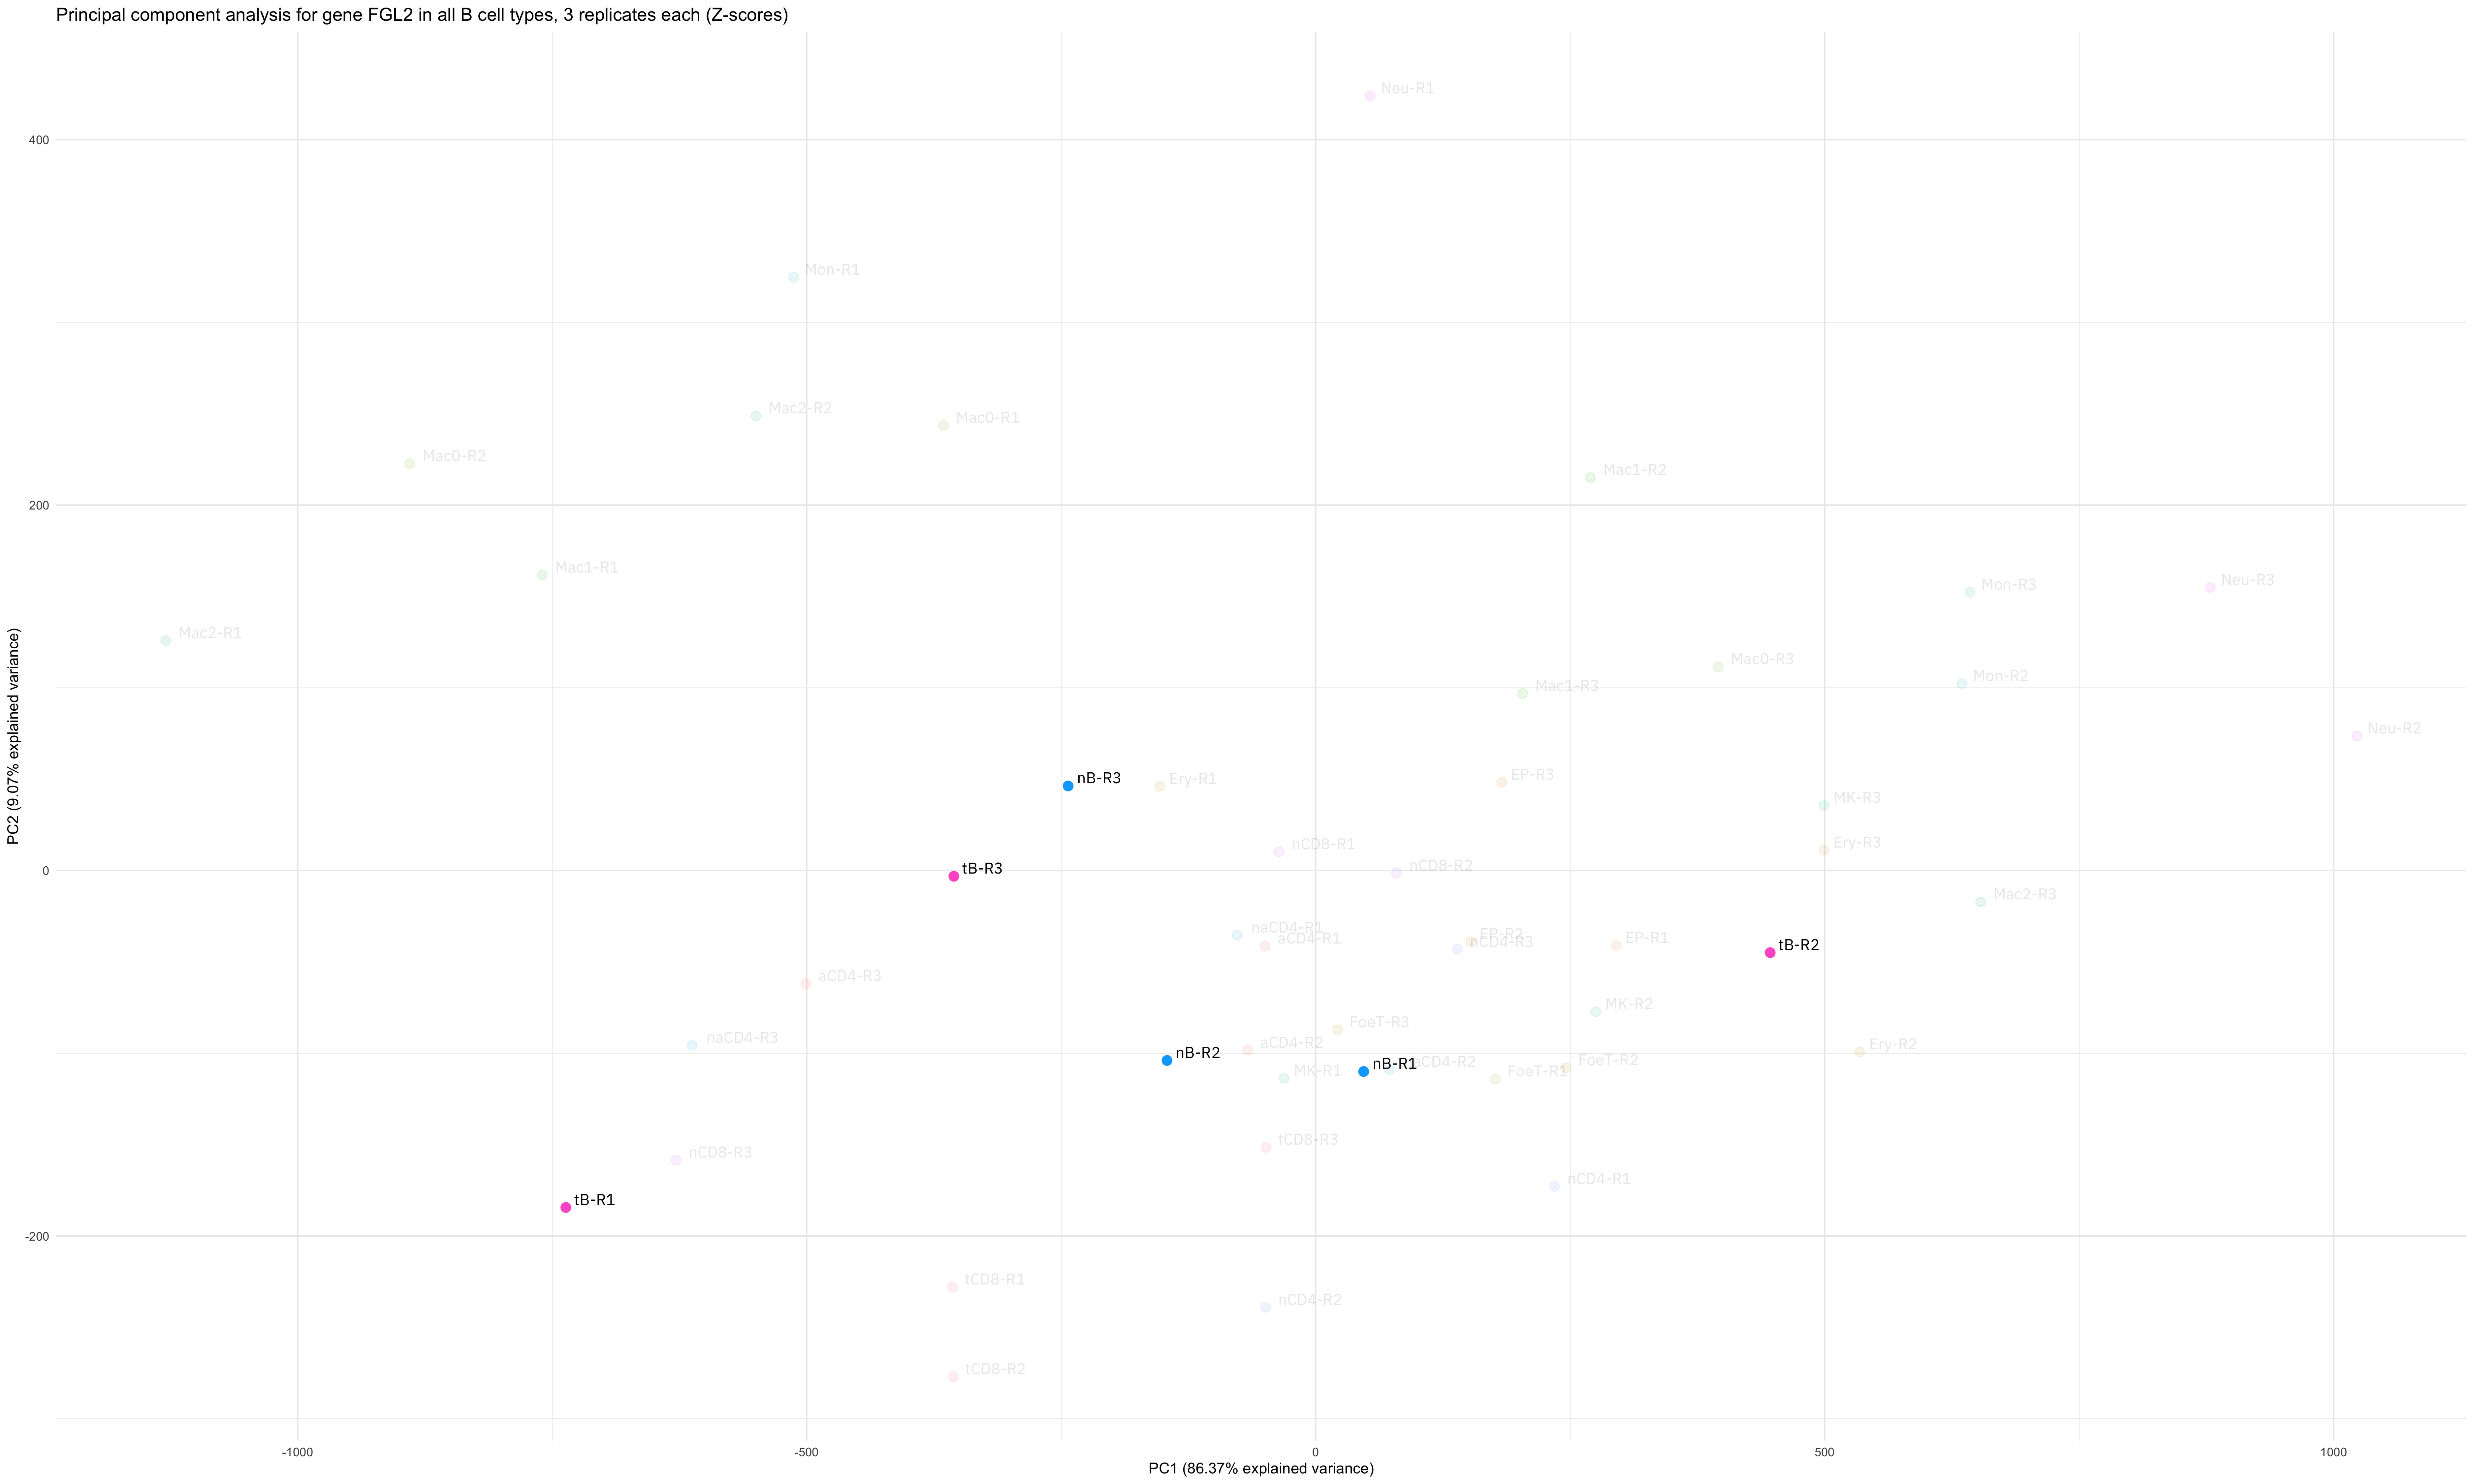 Principal component analysis for gene FGL2 in all B cell types, 3 replicates each (Z-scores)
Neu-R1
400
Mon-R1
Mac2-R2
Mac0-R1
Mac0-R2
Mac1-R2
200
Mac1-R1
Mon-R3
Neu-R3
Mac2-R1
Mac0-R3
Mon-R2
Mac1-R3
Neu-R2
PC2 (9.07% explained variance)
nB-R3
Ery-R1
EP-R3
MK-R3
Ery-R3
nCD8-R1
0
tB-R3
nCD8-R2
Mac2-R3
naCD4-R1
aCD4-R1
EP-R2
nCD4-R3
EP-R1
tB-R2
aCD4-R3
MK-R2
naCD4-R3
FoeT-R3
aCD4-R2
Ery-R2
nB-R2
nB-R1
aCD4-R2
FoeT-R2
MK-R1
FoeT-R1
tCD8-R3
nCD8-R3
nCD4-R1
tB-R1
-200
tCD8-R1
nCD4-R2
tCD8-R2
-1000
-500
0
500
1000
PC1 (86.37% explained variance)